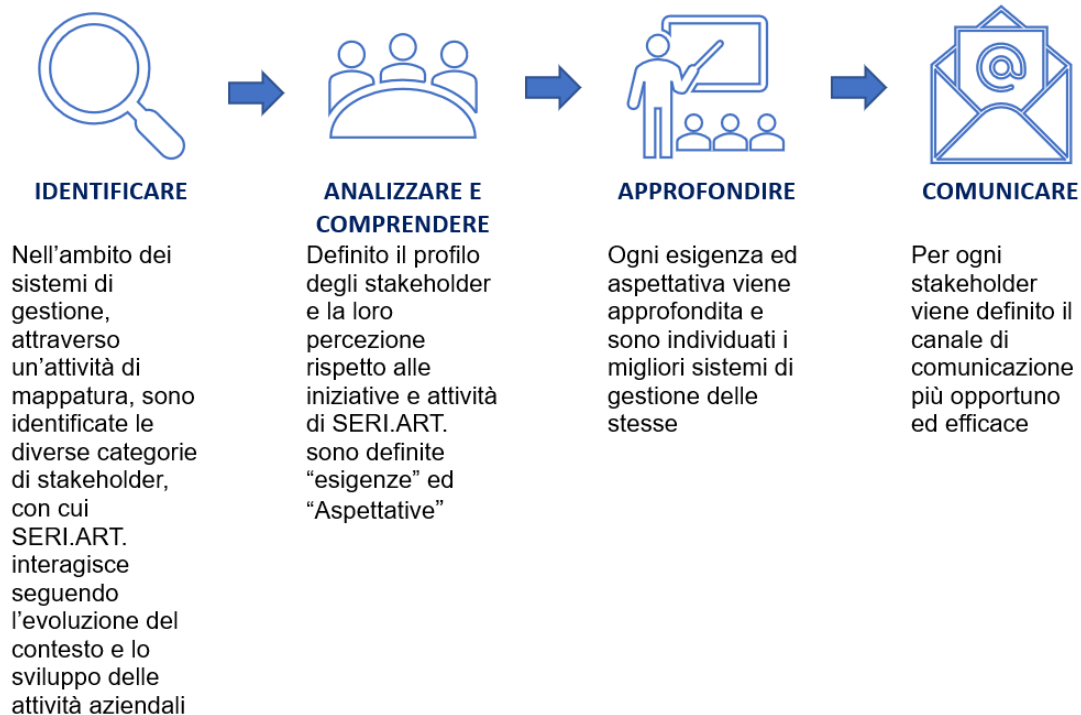 IDENTIFICARE
Nell’ambito dei
sistemi di
gestione,
attraverso
un’attività di
mappatura, sono
identificate le
diverse categorie
di stakeholder,
con cui
SERI.ART.
interagisce
seguendo
l’evoluzione del
contesto e lo
sviluppo delle
attività aziendali
ANALIZZARE E
COMPRENDERE
Definito il profilo
degli stakeholder
e la loro
percezione
rispetto alle
iniziative e attività
di SERI.ART.
sono definite
“esigenze” ed
“Aspettative”
APPROFONDIRE
Ogni esigenza ed
aspettativa viene
approfondita e
sono individuati i
migliori sistemi di
gestione delle
stesse
@
COMUNICARE
Per ogni
stakeholder
viene definito il
canale di
comunicazione
più opportuno
ed efficace